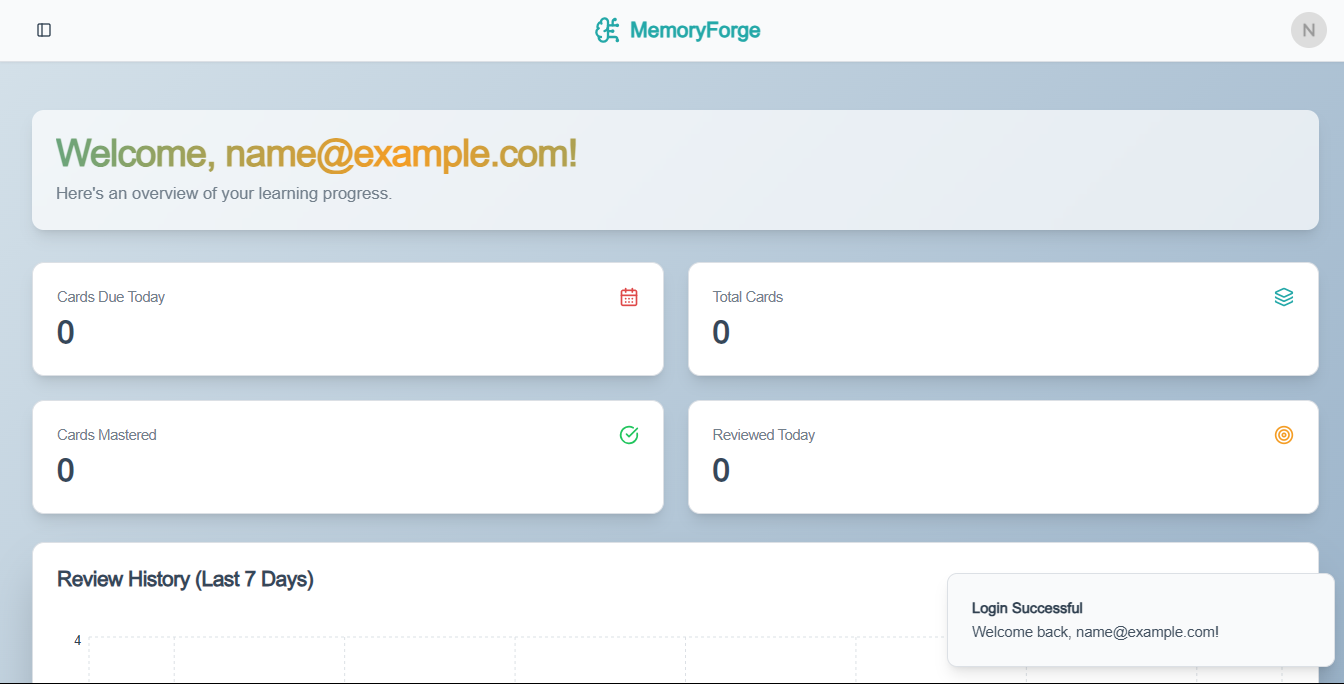 MemoryForge
N
Welcome, name@example.com!
Here's an overview of your learning progress.
Cards Due Today
0
Total Cards
0
Cards Mastered
0
Reviewed Today
0
Review History (Last 7 Days)
4
Login Successful
Welcome back, name@example.com!